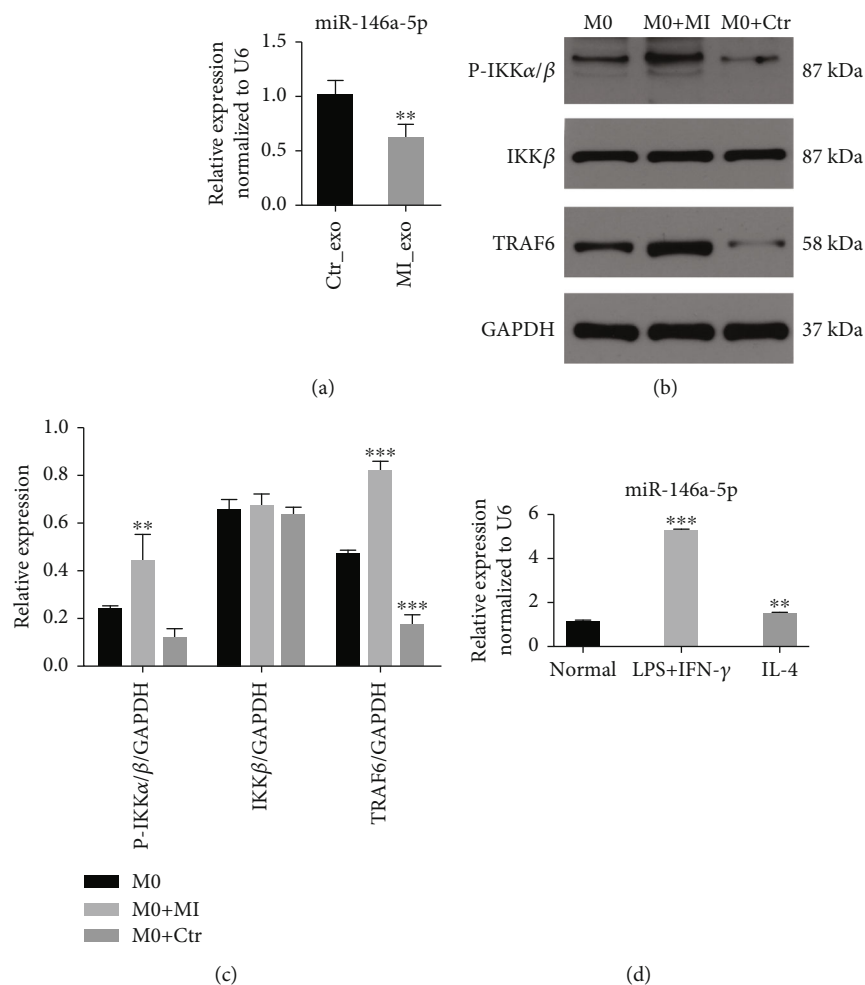 miR-146a-5p
Relative expression
normalized to U6
1.5
1.0
0.5
0.0
**
Ctr_exo
MI_exo
(a)
M0 M0+MI M0+Ctr
P-IKKα/β 87 kDa
IKKβ 87 kDa
TRAF6 58 kDa
GAPDH 37 kDa
(b)
Relative expression
1.0
0.8
0.6
0.4
0.2
0.0
**
***
***
P-IKKα/β/GAPDH
IKKβ/GAPDH
TRAF6/GAPDH
M0
M0+MI
M0+Ctr
(c)
miR-146a-5p
Relative expression
normalized to U6
6
4
2
0
***
**
Normal LPS+IFN-γ IL-4
(d)